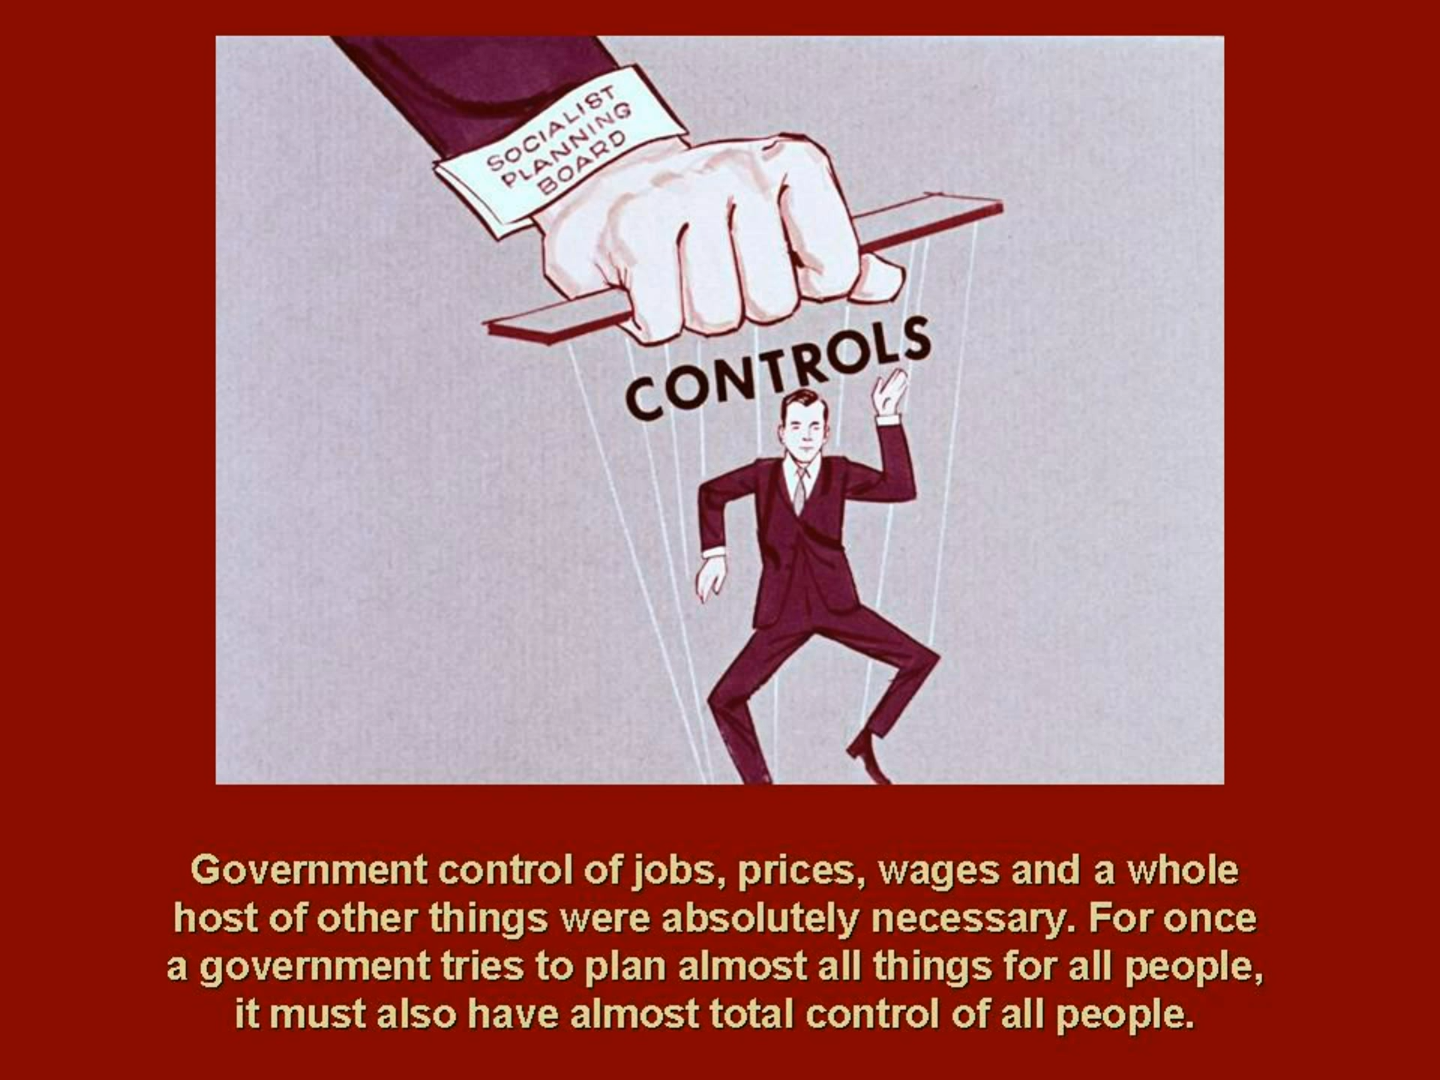 SOCIALIST
PLANNING
BOARD
CONTROLS
Government control of jobs, prices, wages and a whole
host of other things were absolutely necessary. For once
a government tries to plan almost all things for all people,
it must also have almost total control of all people.